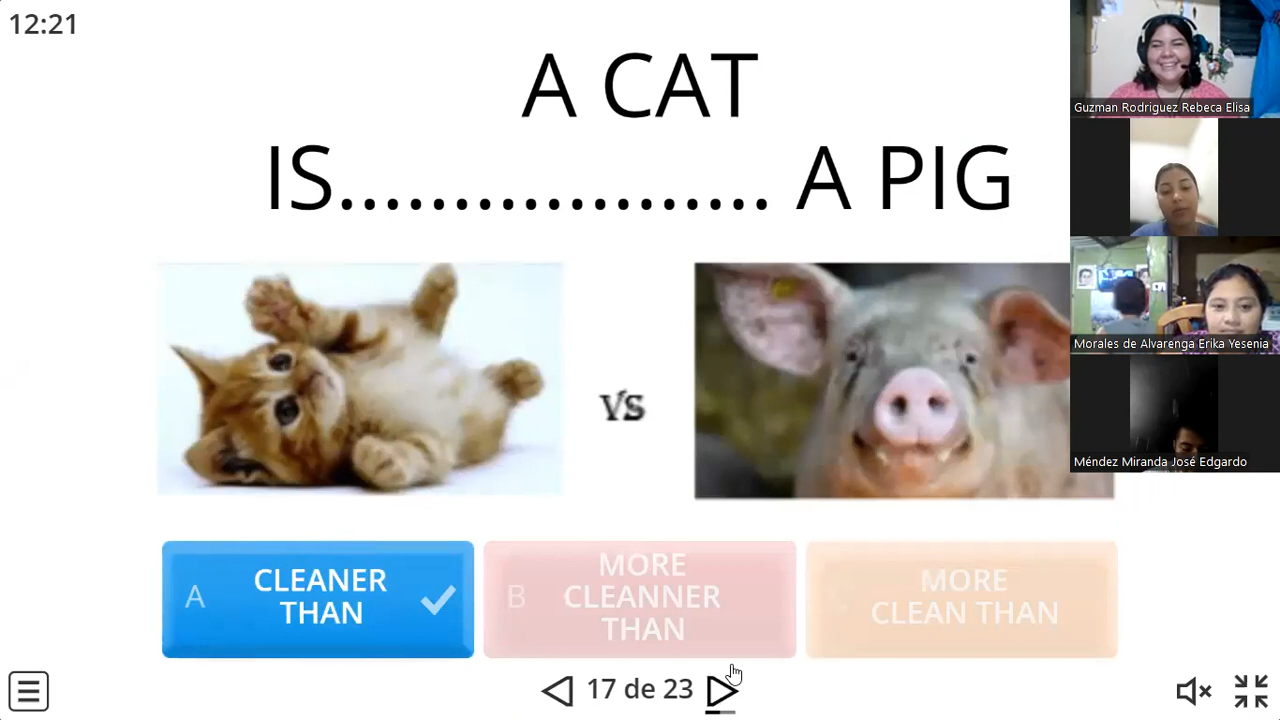 12:21
A CAT
IS................... A PIG
VS
A
CLEANER
THAN
B
MORE
CLEANNER
THAN
MORE
CLEAN THAN
17 de 23
Guzman Rodriguez Rebeca Elisa
Morales de Alvarenga Erika Yesenia
Méndez Miranda José Edgardo